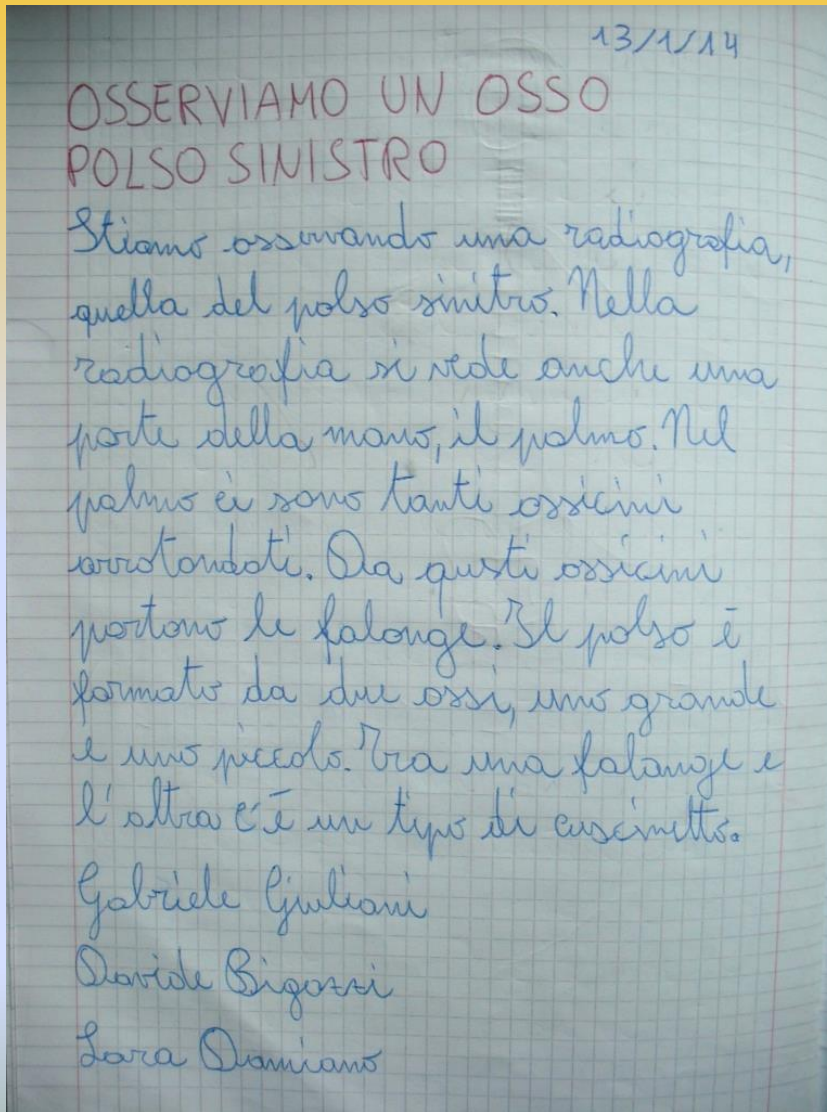 13/1/14
OSSERVIAMO UN OSSO
POLSO SINISTRO
Stiamo osservando una radiografia,
quella del polso sinitro. Nella
radiografia si vede anche una
parte della mano, il palmo. Nel
palmo ci sono tanti ossicini
arrotondati. Da questi ossicini
partono le falange. Il polso è
formato da due ossi, uno grande
e uno piccolo. Tra una falange e
l'altra c'è un tipo di cuscinetto.
Gabriele Giuliani
Davide Bigozzi
Lara Damiano